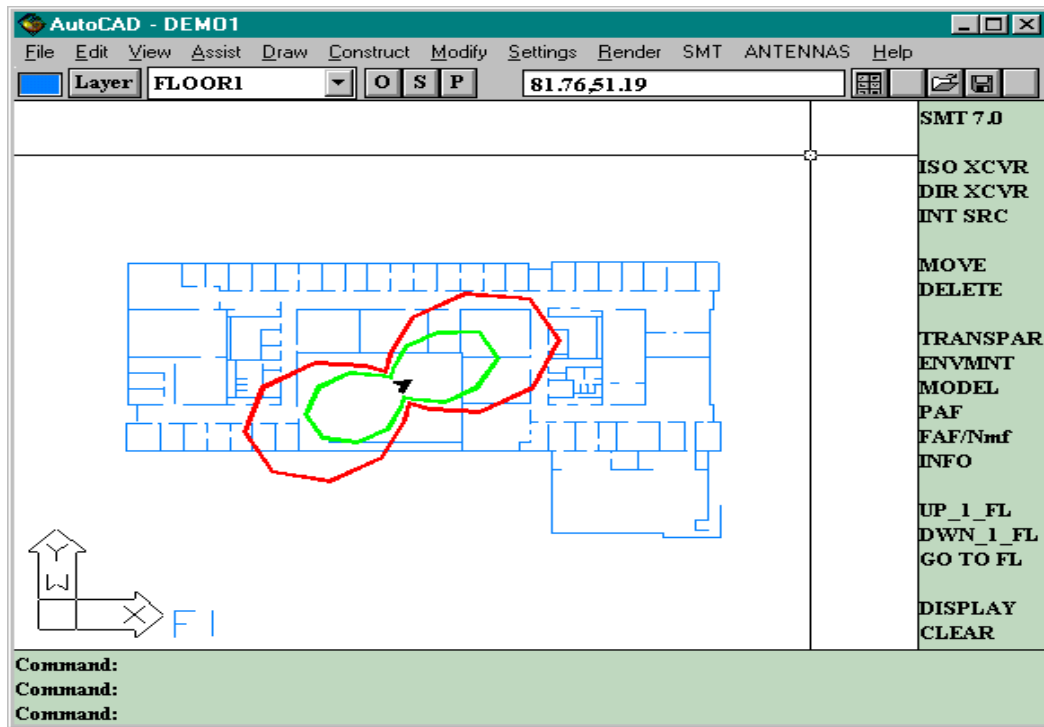 AutoCAD - DEMO1
File Edit View Assist Draw Construct Modify Settings Render SMT ANTENNAS Help
Layer FLOOR1 O S P 81.76,51.19
SMT 7.0
ISO XCVR
DIR XCVR
INT SRC
MOVE
DELETE
TRANSPAR
ENVMNT
MODEL
PAF
FAF/Nmf
INFO
UP_1_FL
DWN_1_FL
GO TO FL
DISPLAY
CLEAR
Y
W
X
F1
Command:
Command:
Command: